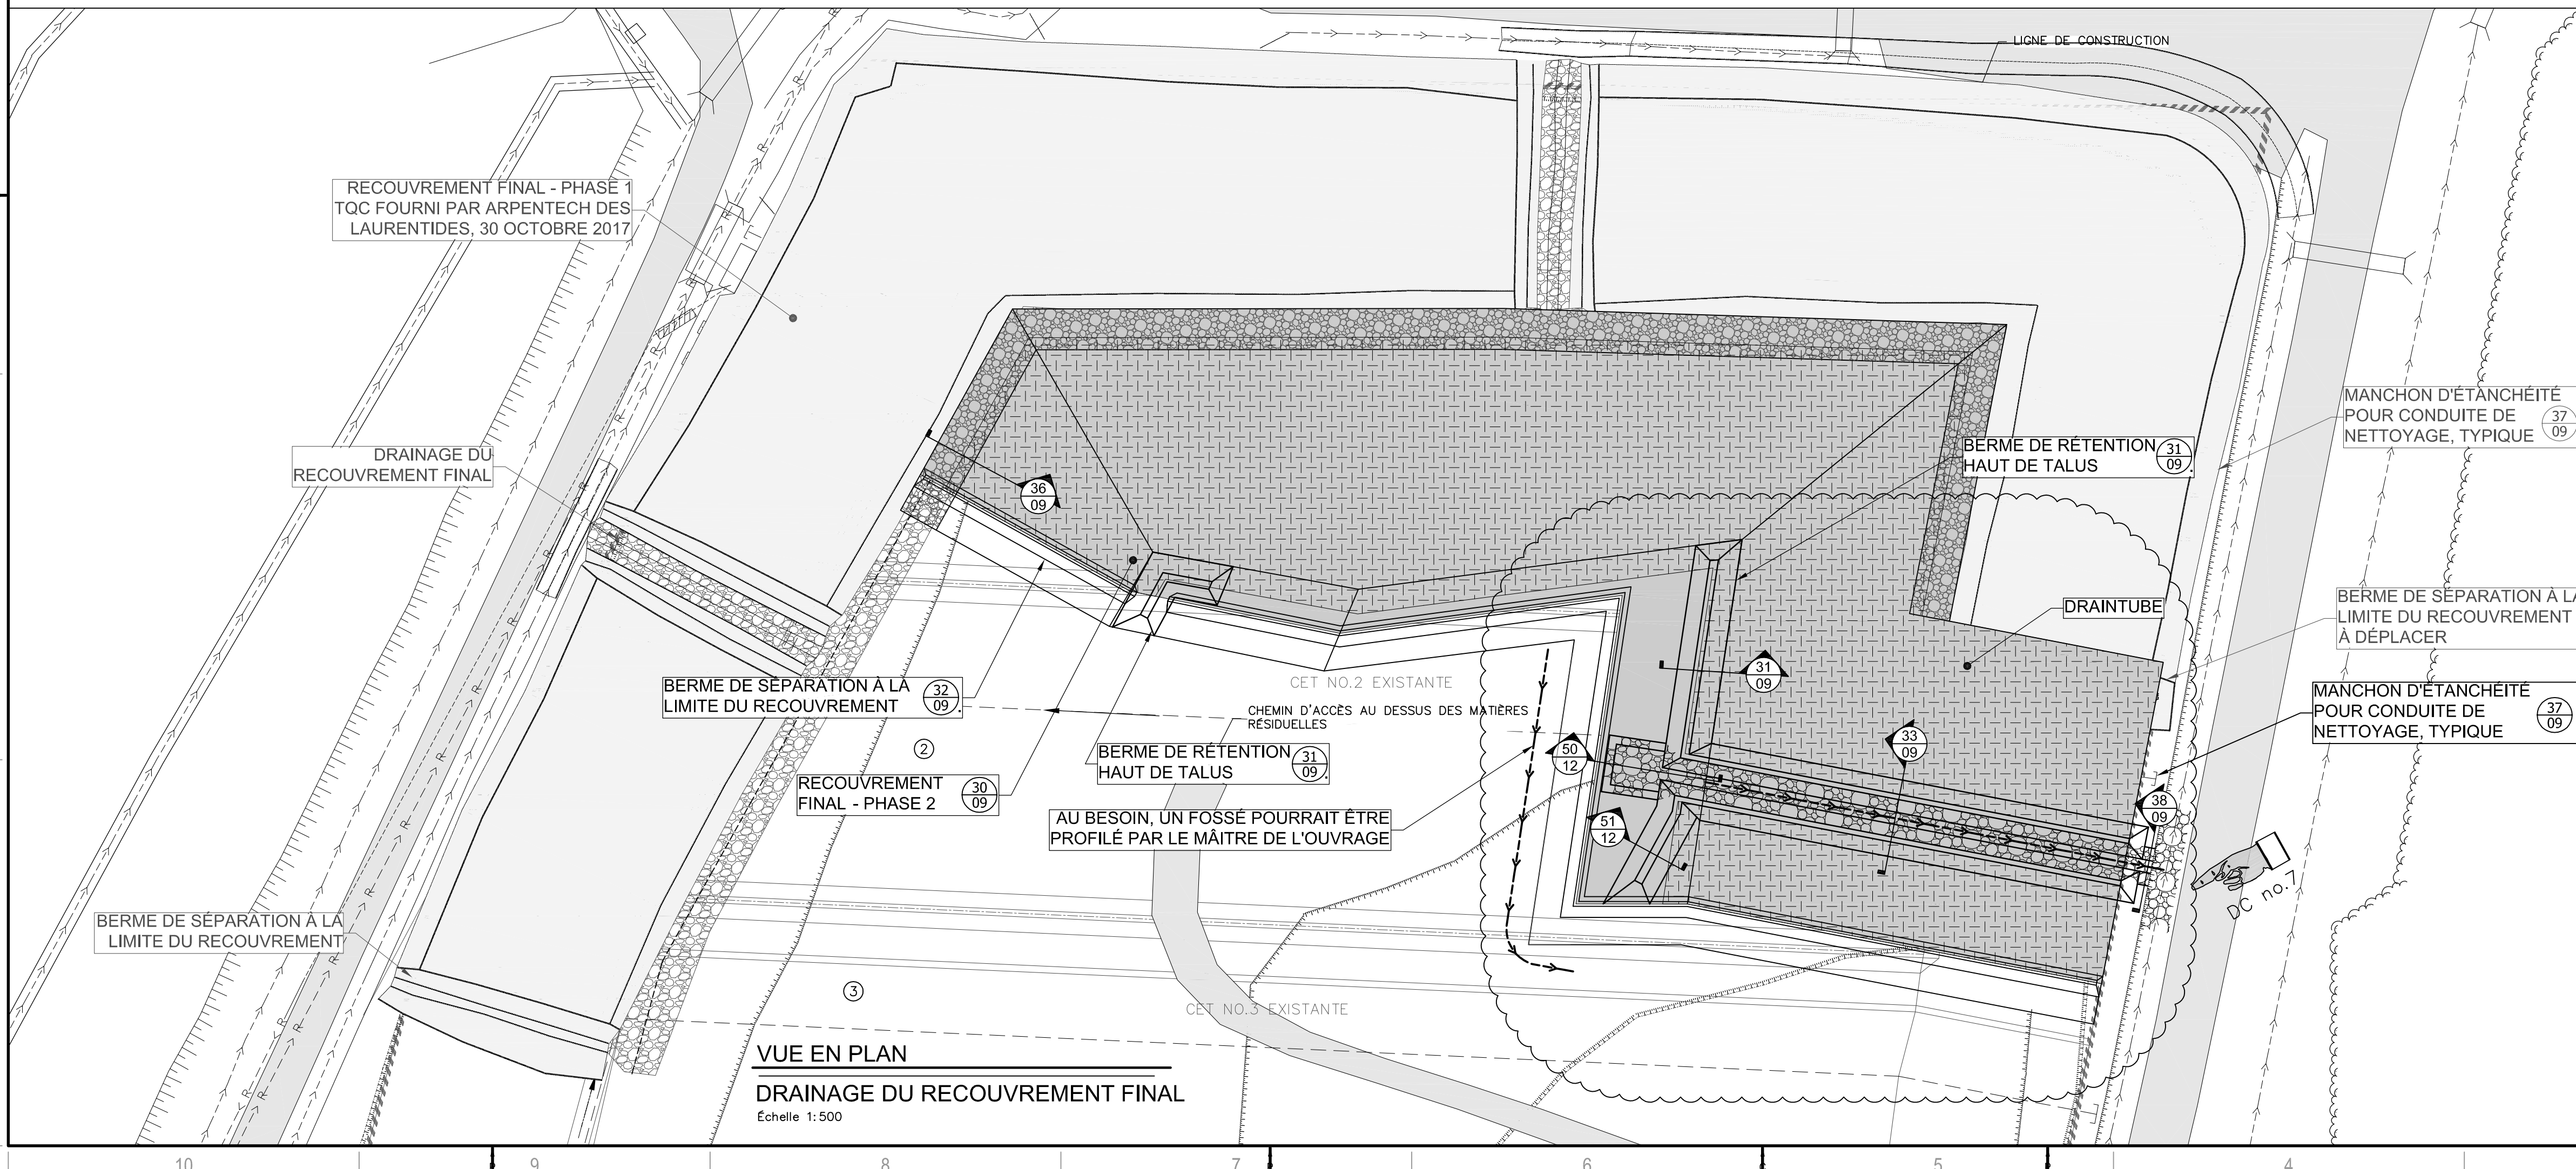 LIGNE DE CONSTRUCTION
RECOUVREMENT FINAL - PHASE 1
TQC FOURNI PAR ARPENTECH DES
LAURENTIDES, 30 OCTOBRE 2017
MANCHON D'ÉTANCHÉITÉ
POUR CONDUITE DE
NETTOYAGE, TYPIQUE
37
09
BERME DE RÉTENTION
HAUT DE TALUS
31
09
DRAINAGE DU
RECOUVREMENT FINAL
36
09
DRAINTUBE
BERME DE SÉPARATION À LA
LIMITE DU RECOUVREMENT
À DÉPLACER
31
09
CET NO.2 EXISTANTE
BERME DE SÉPARATION À LA
LIMITE DU RECOUVREMENT
32
09
MANCHON D'ÉTANCHÉITÉ
POUR CONDUITE DE
NETTOYAGE, TYPIQUE
37
09
CHEMIN D'ACCÈS AU DESSUS DES MATIÈRES
RÉSIDUELLES
2
BERME DE RÉTENTION
HAUT DE TALUS
31
09
50
12
33
09
RECOUVREMENT
FINAL - PHASE 2
30
09
38
09
AU BESOIN, UN FOSSÉ POURRAIT ÊTRE
PROFILÉ PAR LE MÂITRE DE L'OUVRAGE
51
12
DC no.7
BERME DE SÉPARATION À LA
LIMITE DU RECOUVREMENT
3
CET NO.3 EXISTANTE
VUE EN PLAN
DRAINAGE DU RECOUVREMENT FINAL
Échelle 1:500
10 9 8 7 6 5 4